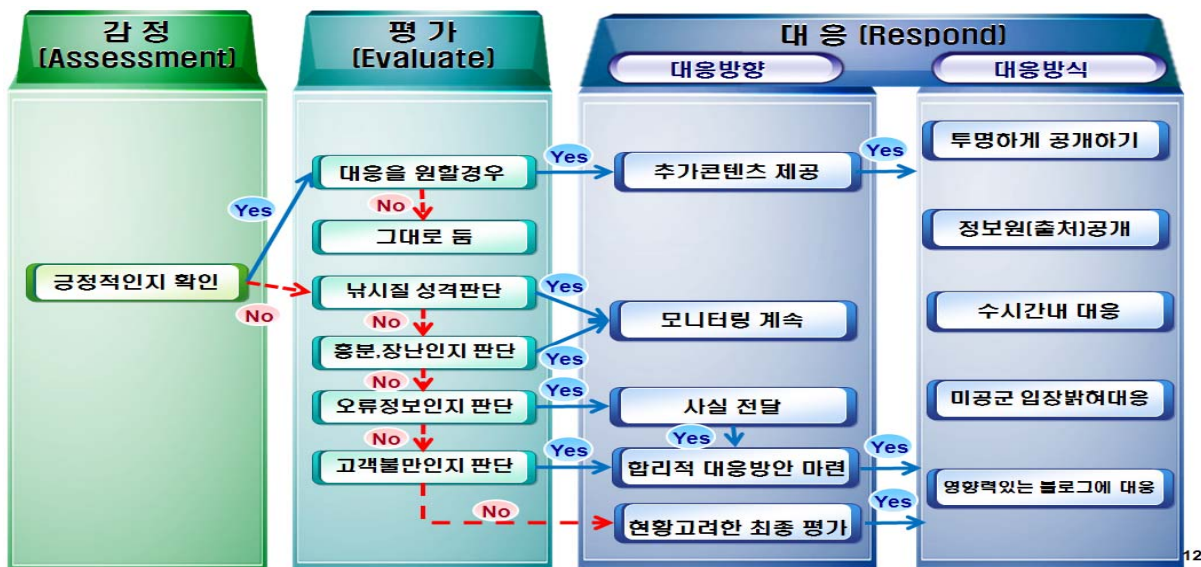 감 정
(Assessment)
평 가
(Evaluate)
대 응 (Respond)
대응방향
대응방식
긍정적인지 확인
Yes
No
대응을 원할경우
Yes
No
그대로 둠
낚시질 성격판단
Yes
No
흥분,장난인지 판단
Yes
No
오류정보인지 판단
Yes
No
고객불만인지 판단
Yes
No
추가콘텐츠 제공
Yes
모니터링 계속
사실 전달
Yes
합리적 대응방안 마련
Yes
현황고려한 최종 평가
Yes
투명하게 공개하기
정보원(출처)공개
수시간내 대응
미공군 입장밝혀대응
영향력있는 블로그에 대응
12